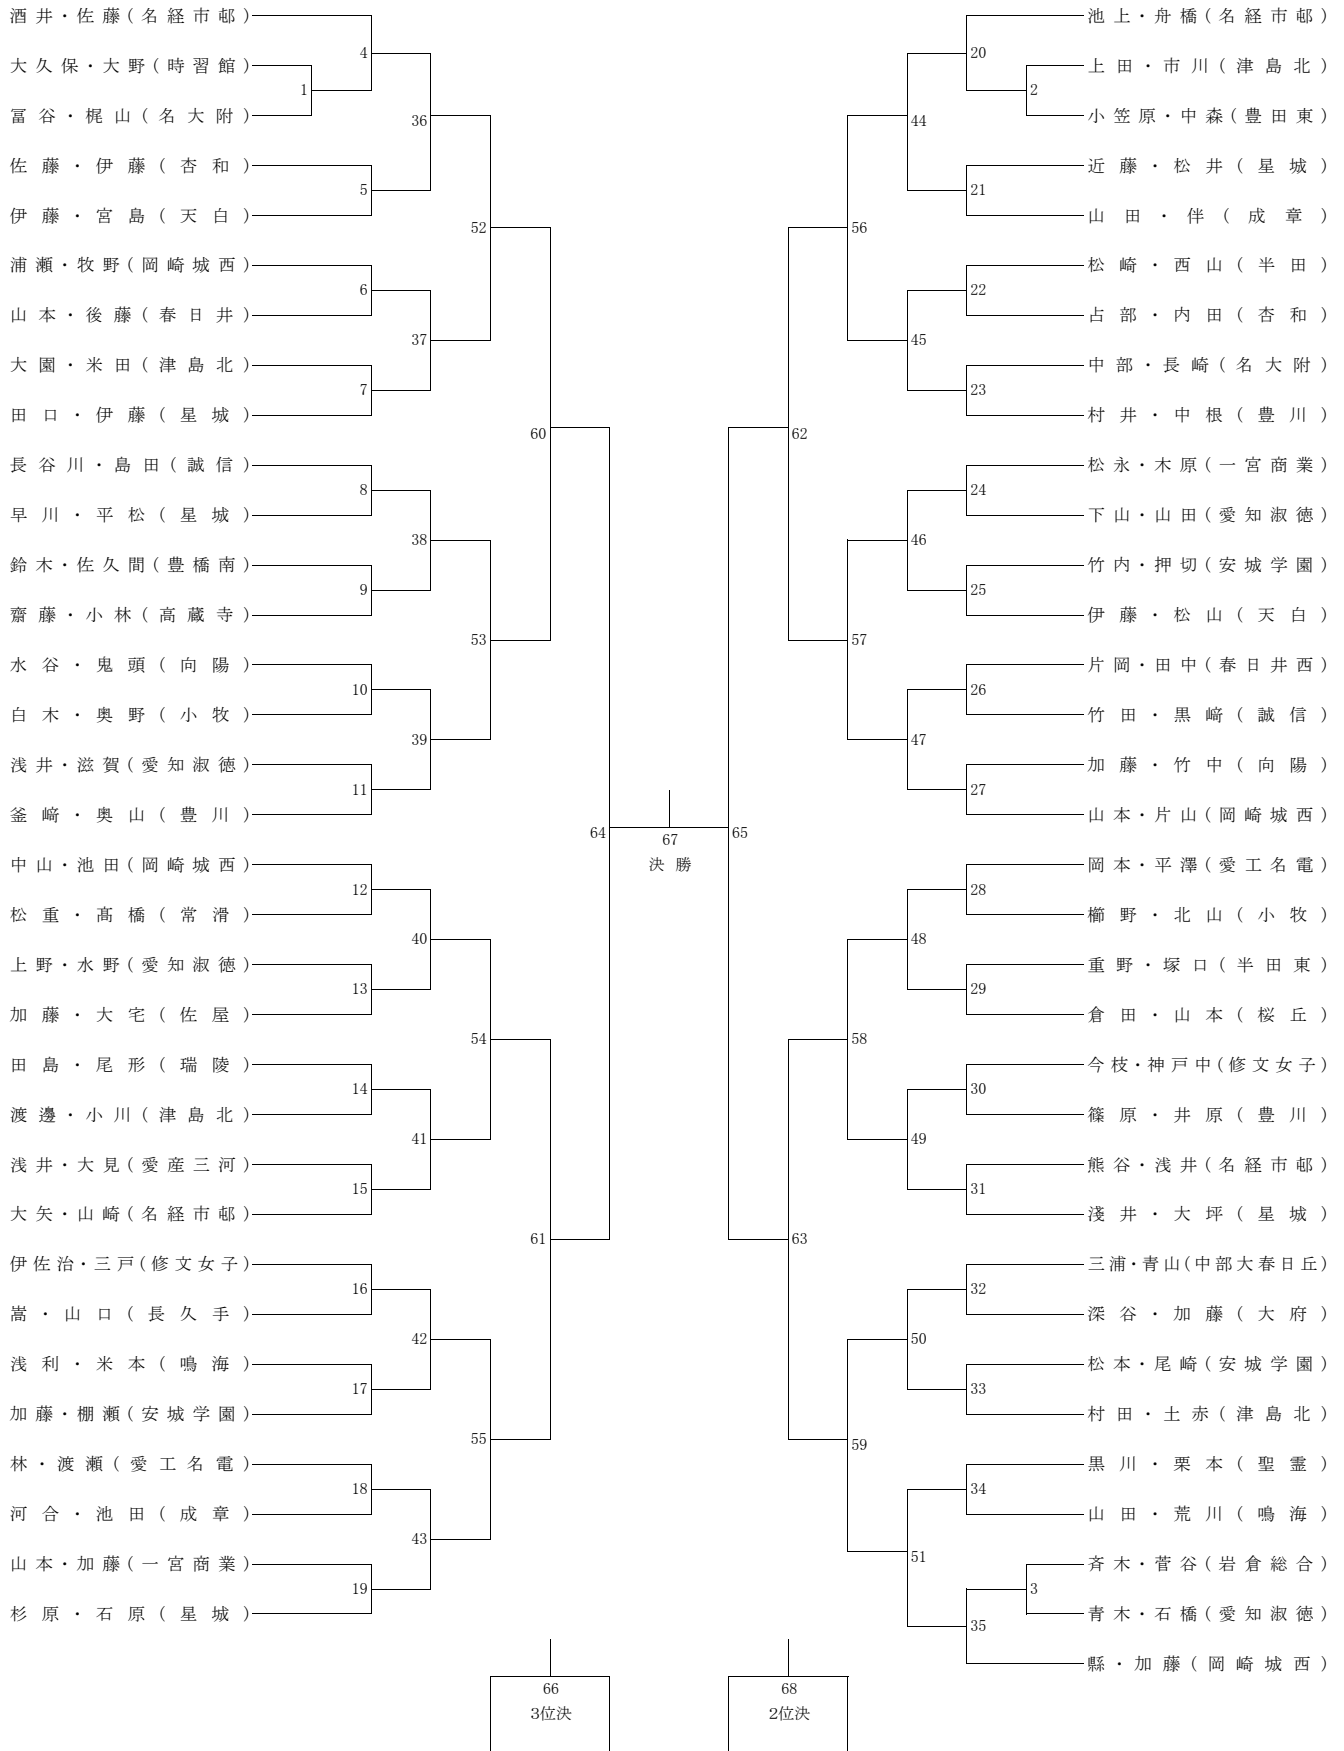 酒井・佐藤(名経市邨)
大久保・大野(時習館)
冨谷・梶山(名大附)
佐藤・伊藤(杏和)
伊藤・宮島(天白)
浦瀬・牧野(岡崎城西)
山本・後藤(春日井)
大園・米田(津島北)
田口・伊藤(星城)
長谷川・島田(誠信)
早川・平松(星城)
鈴木・佐久間(豊橋南)
齋藤・小林(高蔵寺)
水谷・鬼頭(向陽)
白木・奥野(小牧)
浅井・滋賀(愛知淑徳)
釜﨑・奥山(豊川)
中山・池田(岡崎城西)
松重・髙橋(常滑)
上野・水野(愛知淑徳)
加藤・大宅(佐屋)
田島・尾形(瑞陵)
渡邊・小川(津島北)
浅井・大見(愛産三河)
大矢・山崎(名経市邨)
伊佐治・三戸(修文女子)
嵩・山口(長久手)
浅利・米本(鳴海)
加藤・棚瀬(安城学園)
林・渡瀬(愛工名電)
河合・池田(成章)
山本・加藤(一宮商業)
杉原・石原(星城)
1
4
5
6
7
8
9
10
11
12
13
14
15
16
17
18
19
36
37
38
39
40
41
42
43
52
53
54
55
60
61
64
67
決勝
65
62
63
56
57
58
59
44
45
46
47
48
49
50
51
20
21
22
23
24
25
26
27
28
29
30
31
32
33
34
35
2
3
池上・舟橋(名経市邨)
上田・市川(津島北)
小笠原・中森(豊田東)
近藤・松井(星城)
山田・伴(成章)
松崎・西山(半田)
占部・内田(杏和)
中部・長崎(名大附)
村井・中根(豊川)
松永・木原(一宮商業)
下山・山田(愛知淑徳)
竹内・押切(安城学園)
伊藤・松山(天白)
片岡・田中(春日井西)
竹田・黒﨑(誠信)
加藤・竹中(向陽)
山本・片山(岡崎城西)
岡本・平澤(愛工名電)
櫛野・北山(小牧)
重野・塚口(半田東)
倉田・山本(桜丘)
今枝・神戸中(修文女子)
篠原・井原(豊川)
熊谷・浅井(名経市邨)
淺井・大坪(星城)
三浦・青山(中部大春日丘)
深谷・加藤(大府)
松本・尾崎(安城学園)
村田・土赤(津島北)
黒川・栗本(聖霊)
山田・荒川(鳴海)
斉木・菅谷(岩倉総合)
青木・石橋(愛知淑徳)
縣・加藤(岡崎城西)
66
3位決
68
2位決